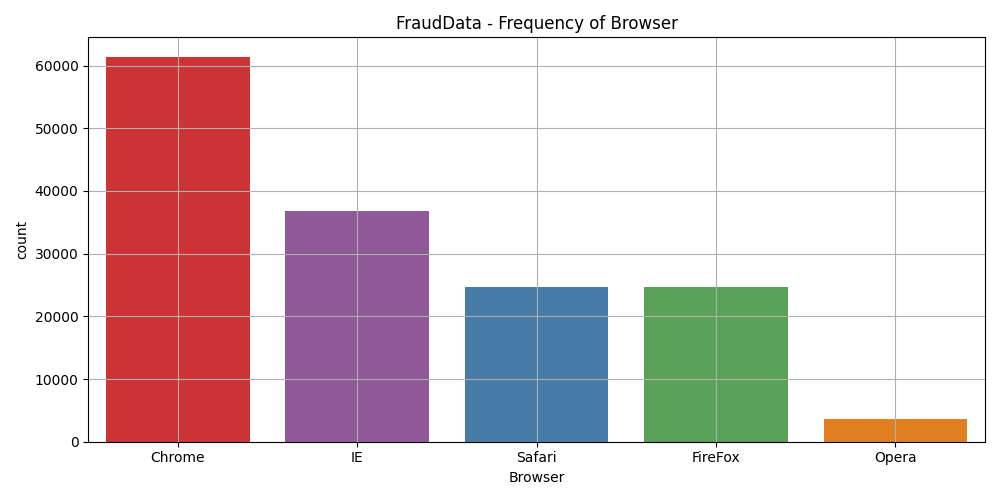 FraudData - Frequency of Browser
count
60000
50000
40000
30000
20000
10000
0
Chrome IE Safari FireFox Opera
Browser